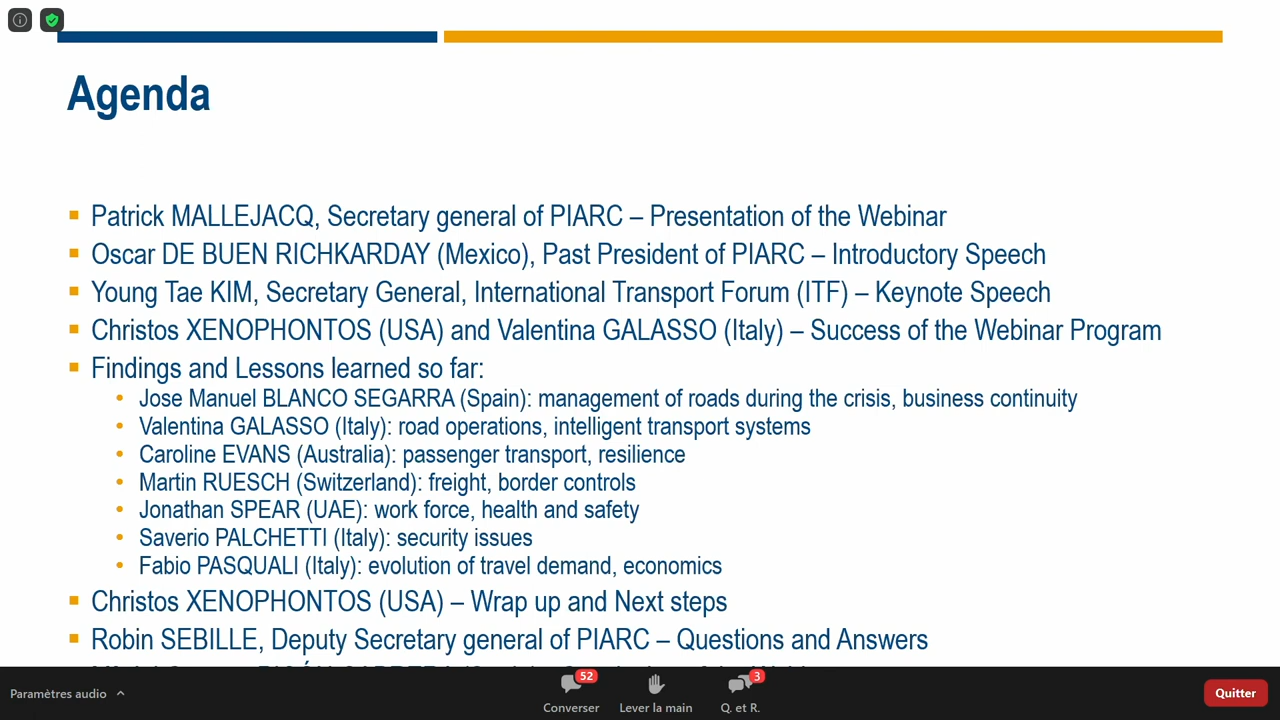 Agenda
Patrick MALLEJACQ, Secretary general of PIARC – Presentation of the Webinar
Oscar DE BUEN RICHKARDAY (Mexico), Past President of PIARC – Introductory Speech
Young Tae KIM, Secretary General, International Transport Forum (ITF) – Keynote Speech
Christos XENOPHONTOS (USA) and Valentina GALASSO (Italy) – Success of the Webinar Program
Findings and Lessons learned so far:
Jose Manuel BLANCO SEGARRA (Spain): management of roads during the crisis, business continuity
Valentina GALASSO (Italy): road operations, intelligent transport systems
Caroline EVANS (Australia): passenger transport, resilience
Martin RUESCH (Switzerland): freight, border controls
Jonathan SPEAR (UAE): work force, health and safety
Saverio PALCHETTI (Italy): security issues
Fabio PASQUALI (Italy): evolution of travel demand, economics
Christos XENOPHONTOS (USA) – Wrap up and Next steps
Robin SEBILLE, Deputy Secretary general of PIARC – Questions and Answers
52
3
Paramètres audio
Converser
Lever la main
Q. et R.
Quitter